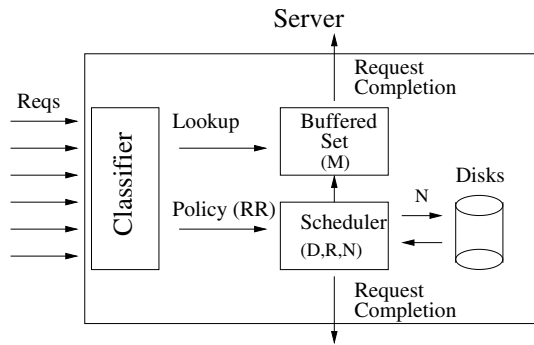 Server
Request
Completion
Reqs
Classifier
Lookup
Buffered
Set
(M)
Policy (RR)
Scheduler
(D,R,N)
N
Disks
Request
Completion